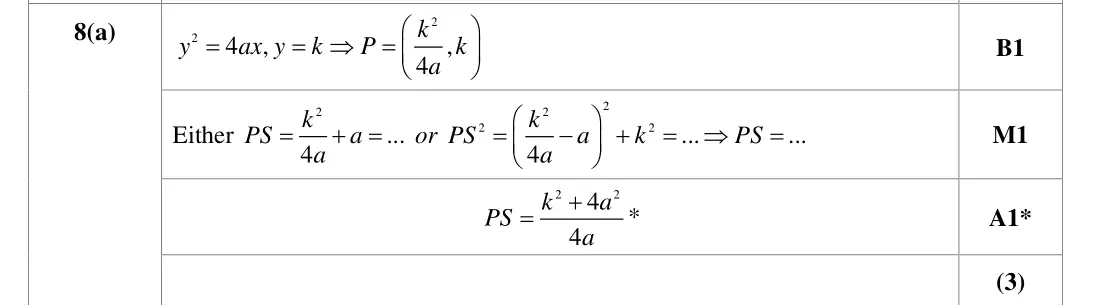 8(a) y² = 4ax, y = k ⇒ P = (k²/4a, k) B1
Either PS = k²/4a + a = ... or PS² = (k²/4a − a)² + k² = ... ⇒ PS = ... M1
PS = (k² + 4a²)/4a * A1*
(3)